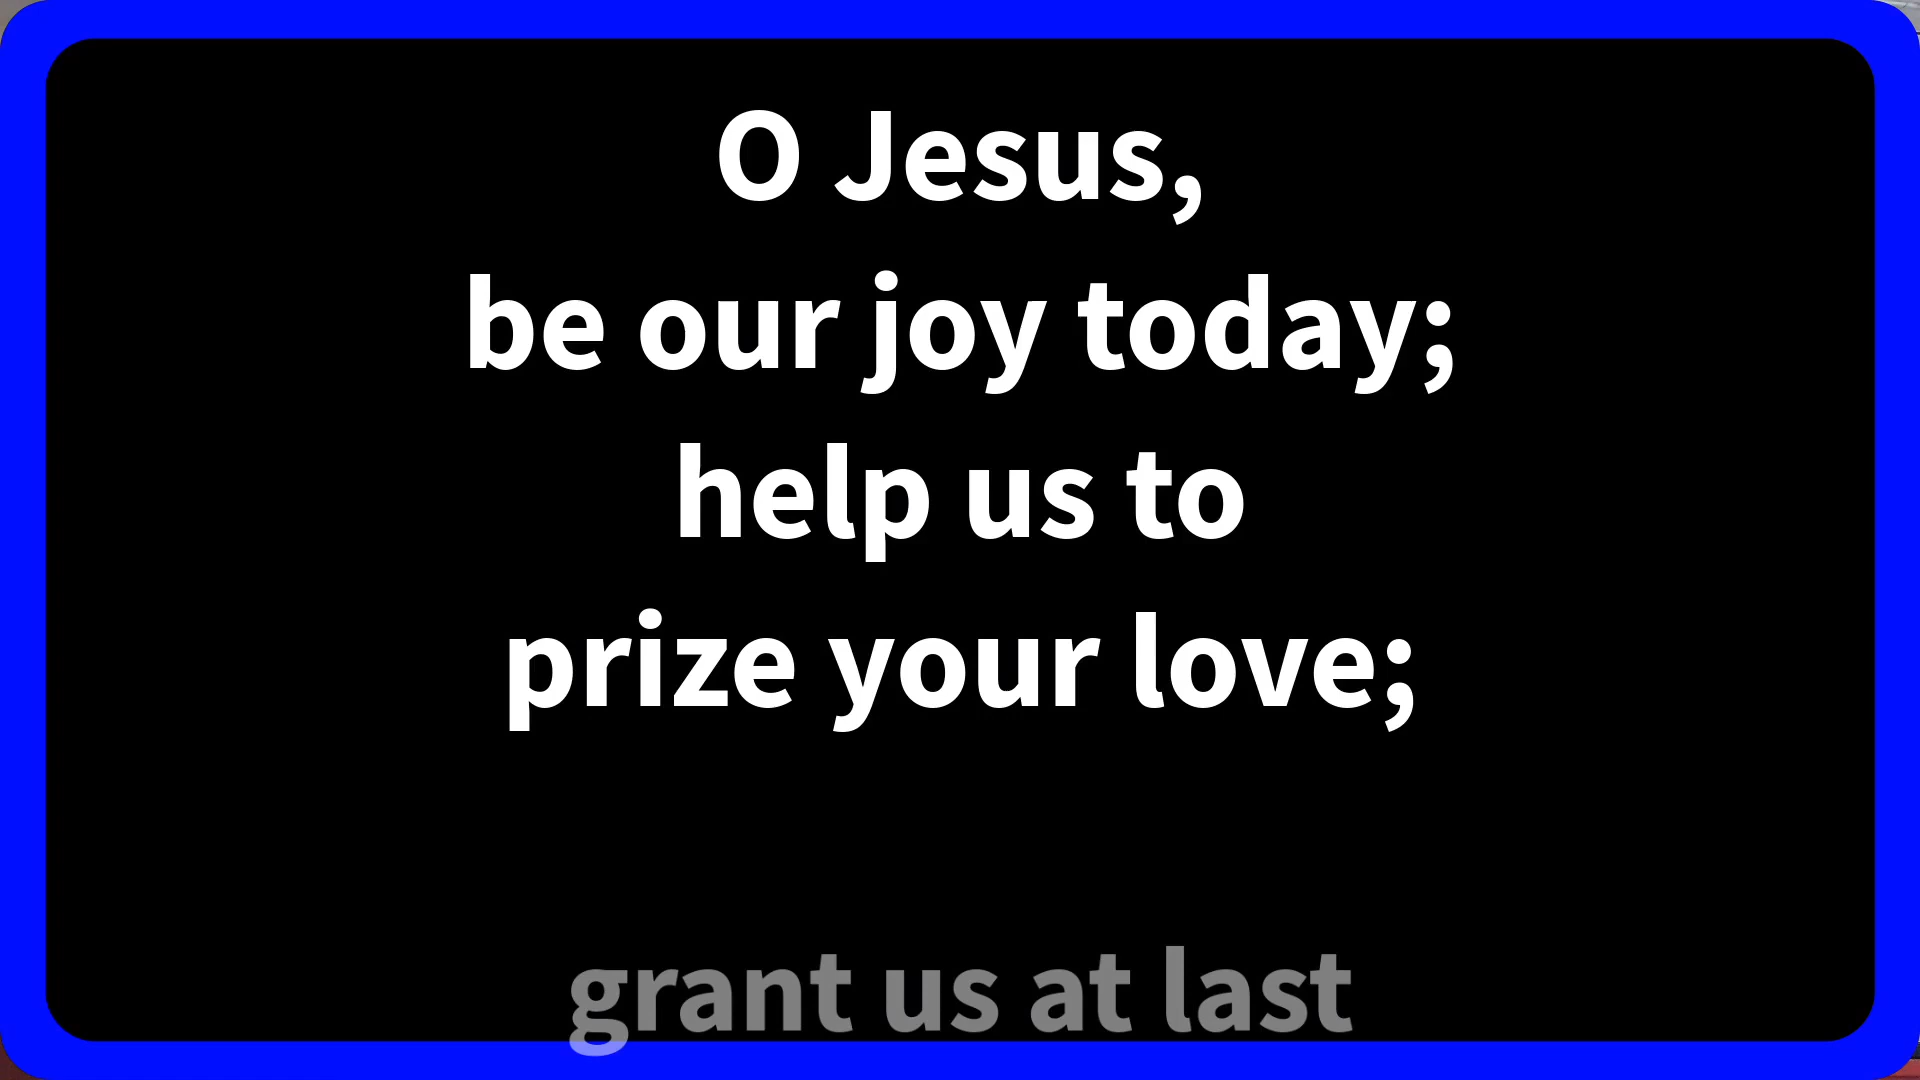 O Jesus,
be our joy today;
help us to
prize your love;
grant us at last